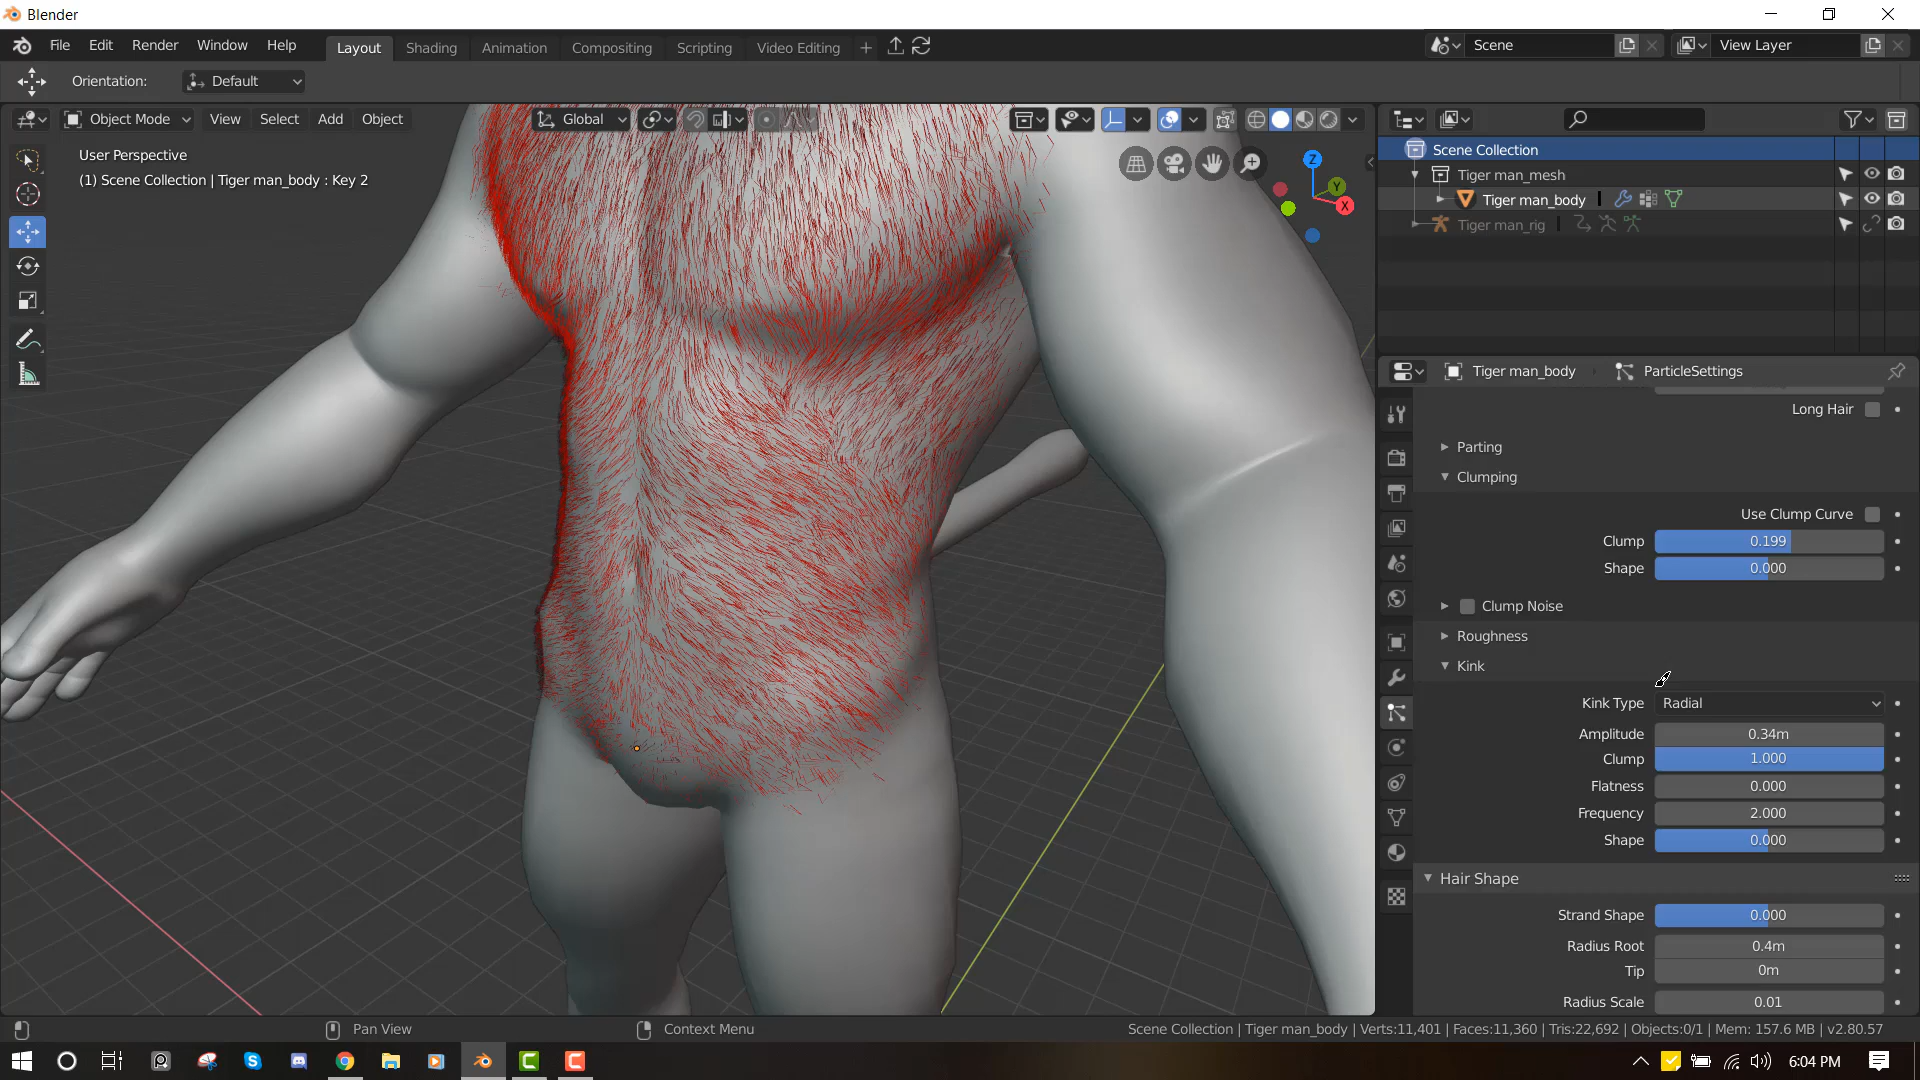 Blender
File Edit Render Window Help Layout Shading Animation Compositing Scripting Texturing Video Editing Scene View Layer
Orientation: Default
Object Mode View Select Add Object Global
User Perspective
(1) Scene Collection | Tiger man_body : Key 2
Z
Y
X
Scene Collection
Tiger man_mesh
Tiger man_body
Tiger man_rig
Tiger man_body ParticleSettings
Long Hair
Parting
Clumping
Use Clump Curve
Clump 0.199
Shape 0.000
Clump Noise
Roughness
Kink
Kink Type Radial
Amplitude 0.34m
Clump 1.000
Flatness 0.000
Frequency 2.000
Shape 0.000
Hair Shape
Strand Shape 0.000
Radius Root 0.4m
Tip 0m
Radius Scale 0.01
Pan View Context Menu Scene Collection | Tiger man_body | Verts:11,401 | Faces:11,360 | Tris:22,692 | Objects:0/1 | Mem: 157.6 MB | v2.80.57
6:04 PM